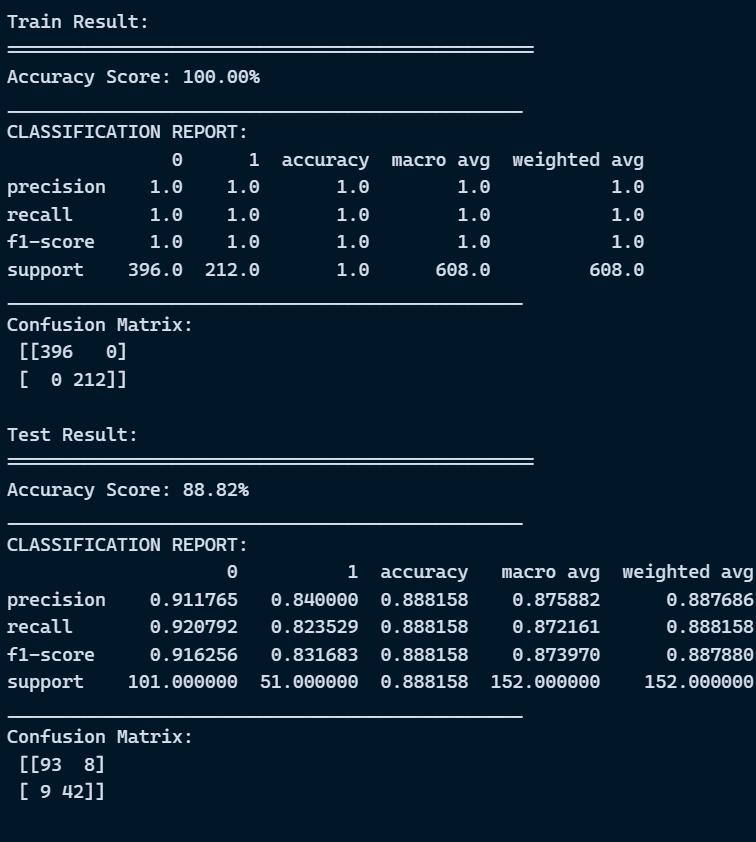 Train Result:
================================================
Accuracy Score: 100.00%
_______________________________________________
CLASSIFICATION REPORT:
               0      1  accuracy  macro avg  weighted avg
precision    1.0    1.0       1.0        1.0           1.0
recall       1.0    1.0       1.0        1.0           1.0
f1-score     1.0    1.0       1.0        1.0           1.0
support    396.0  212.0       1.0      608.0         608.0
_______________________________________________
Confusion Matrix:
 [[396   0]
 [  0 212]]

Test Result:
================================================
Accuracy Score: 88.82%
_______________________________________________
CLASSIFICATION REPORT:
                    0          1  accuracy   macro avg  weighted avg
precision    0.911765   0.840000  0.888158    0.875882      0.887686
recall       0.920792   0.823529  0.888158    0.872161      0.888158
f1-score     0.916256   0.831683  0.888158    0.873970      0.887880
support    101.000000  51.000000  0.888158  152.000000    152.000000
_______________________________________________
Confusion Matrix:
 [[93  8]
 [ 9 42]]